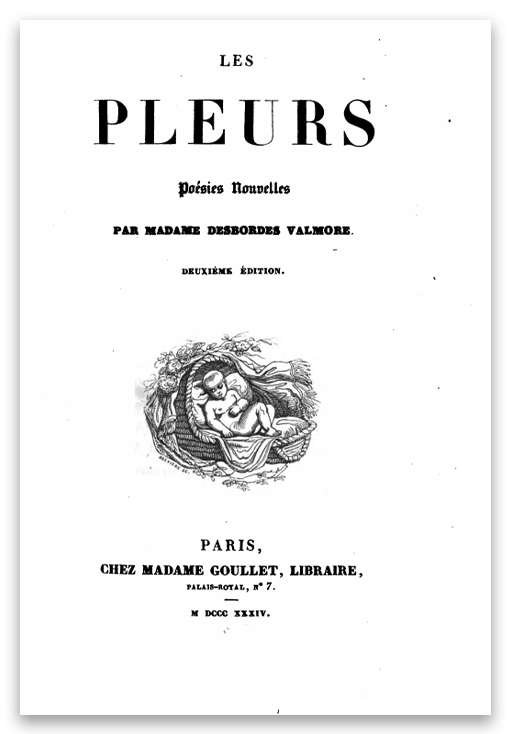 LES
PLEURS
Poésies Nouvelles
PAR MADAME DESBORDES VALMORE.
DEUXIÈME ÉDITION.
PARIS,
CHEZ MADAME GOULLET, LIBRAIRE,
PALAIS-ROYAL, N° 7.
M DCCC XXXIV.